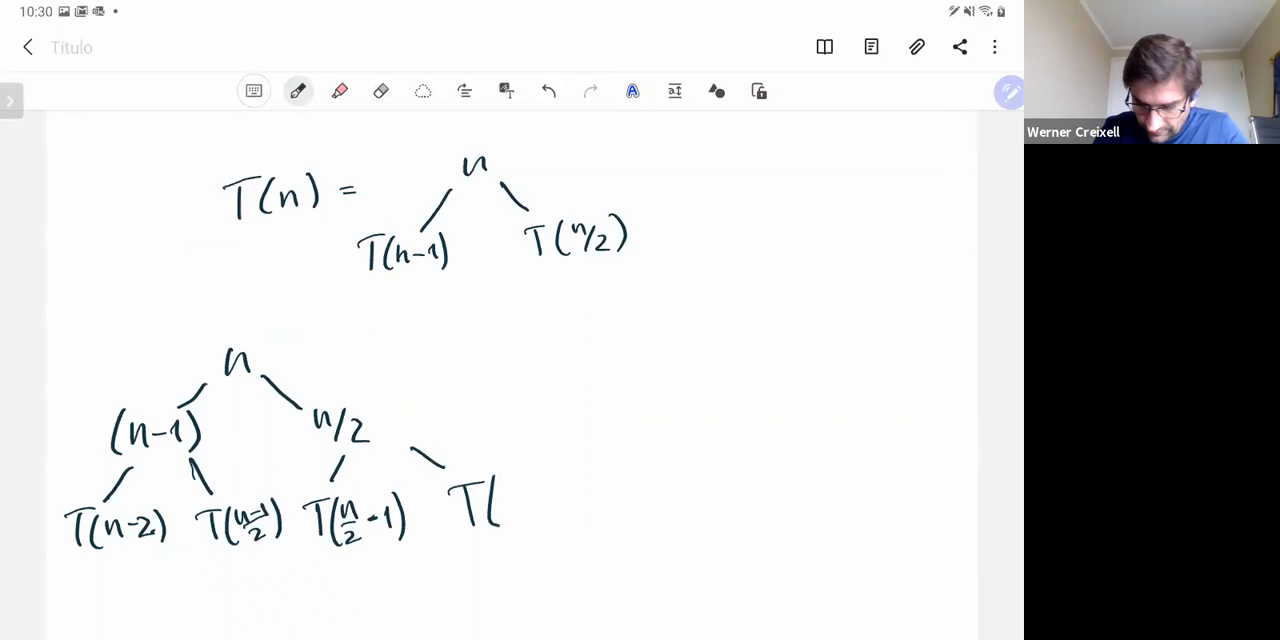 10:30
Título
Werner Creixell
n
T(n) =
T(n-1) T(n/2)
n
(n-1) n/2
T(n-2) T(n-1/2) T(n/2-1) T(